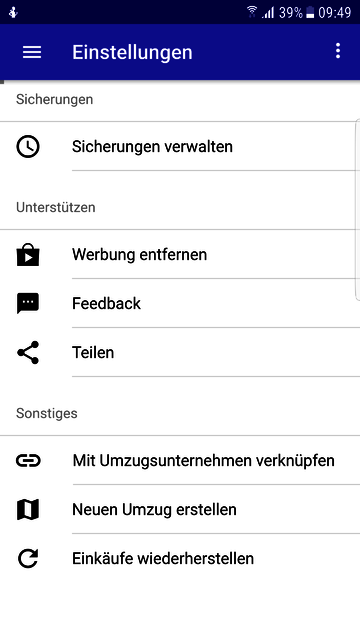 39% 09:49
Einstellungen
Sicherungen
Sicherungen verwalten
Unterstützen
Werbung entfernen
Feedback
Teilen
Sonstiges
Mit Umzugsunternehmen verknüpfen
Neuen Umzug erstellen
Einkäufe wiederherstellen